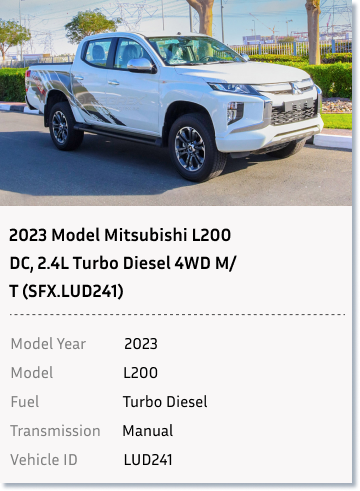 2023 Model Mitsubishi L200
DC, 2.4L Turbo Diesel 4WD M/
T (SFX.LUD241)
Model Year 2023
Model L200
Fuel Turbo Diesel
Transmission Manual
Vehicle ID LUD241